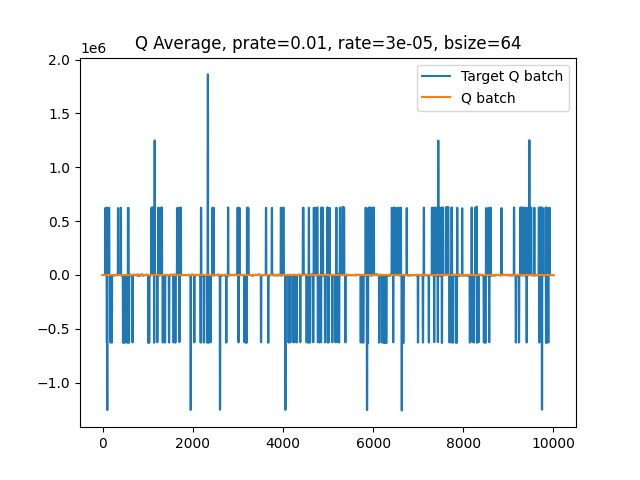 Q Average, prate=0.01, rate=3e-05, bsize=64
1e6
Target Q batch
Q batch
2.0
1.5
1.0
0.5
0.0
−0.5
−1.0
0 2000 4000 6000 8000 10000